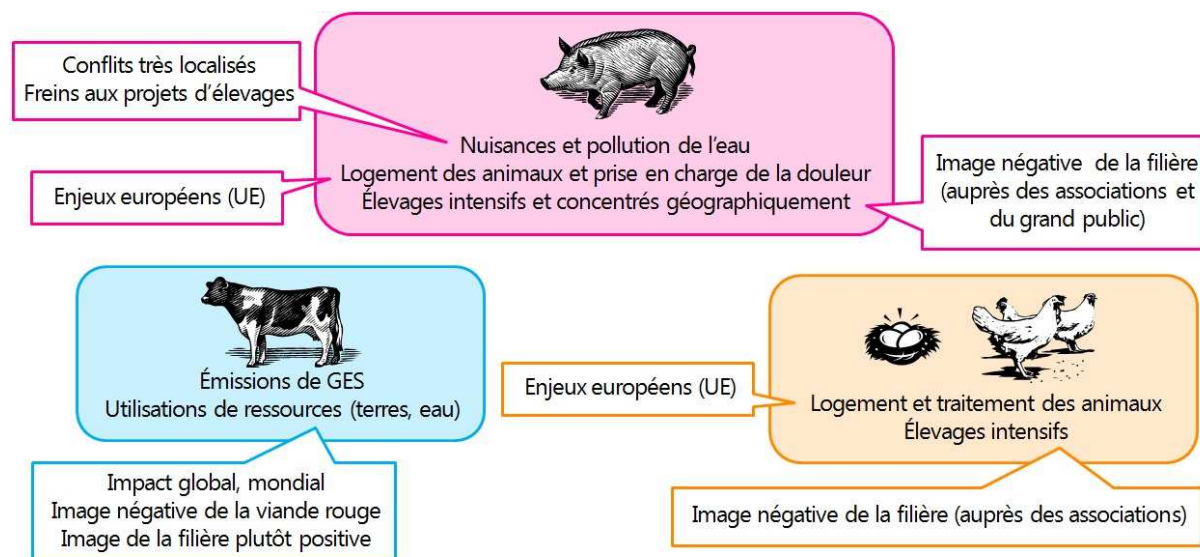 Conflits très localisés
Freins aux projets d'élevages
Nuisances et pollution de l'eau
Logement des animaux et prise en charge de la douleur
Élevages intensifs et concentrés géographiquement
Enjeux européens (UE)
Image négative de la filière
(auprès des associations et
du grand public)
Émissions de GES
Utilisations de ressources (terres, eau)
Impact global, mondial
Image négative de la viande rouge
Image de la filière plutôt positive
Enjeux européens (UE)
Logement et traitement des animaux
Élevages intensifs
Image négative de la filière (auprès des associations)